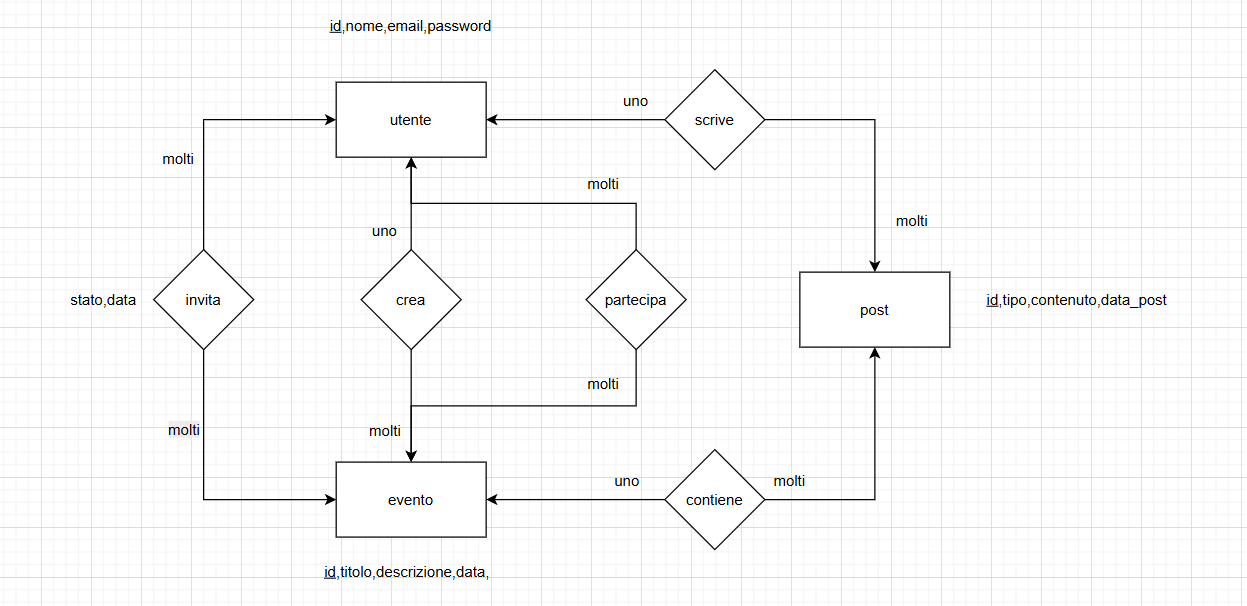 id,nome,email,password
utente
uno
scrive
molti
molti
molti
uno
stato,data
invita
crea
partecipa
post
id,tipo,contenuto,data_post
molti
molti
molti
evento
uno
contiene
molti
id,titolo,descrizione,data,